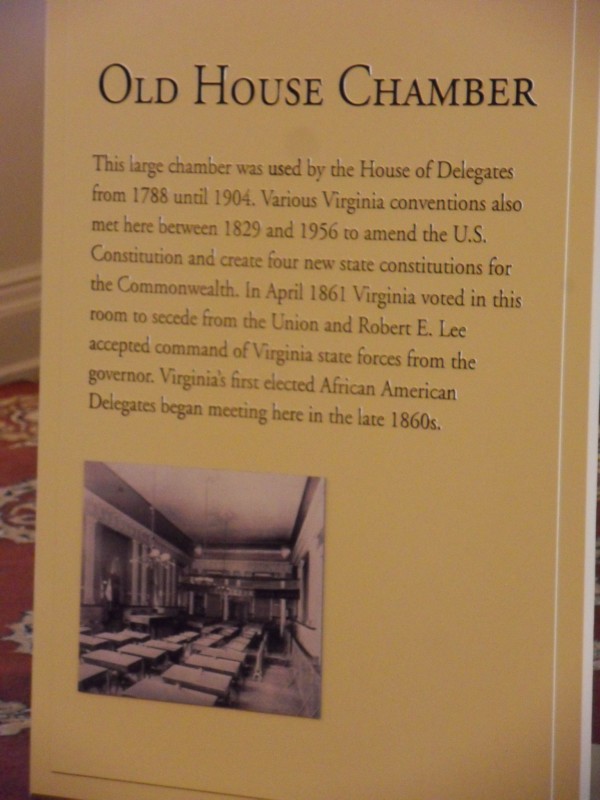 OLD HOUSE CHAMBER
This large chamber was used by the House of Delegates
from 1788 until 1904. Various Virginia conventions also
met here between 1829 and 1956 to amend the U.S.
Constitution and create four new state constitutions for
the Commonwealth. In April 1861 Virginia voted in this
room to secede from the Union and Robert E. Lee
accepted command of Virginia state forces from the
governor. Virginia's first elected African American
Delegates began meeting here in the late 1860s.